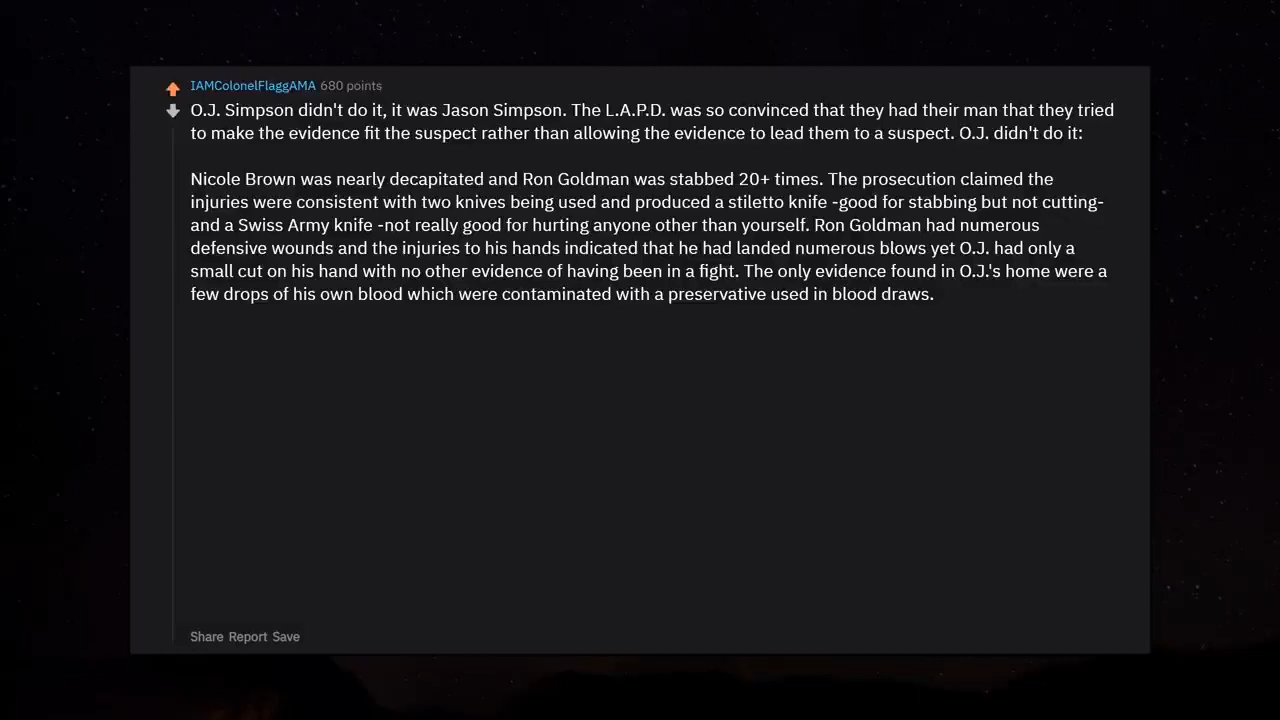 IAMColonelFlaggAMA 680 points
O.J. Simpson didn't do it, it was Jason Simpson. The L.A.P.D. was so convinced that they had their man that they tried
to make the evidence fit the suspect rather than allowing the evidence to lead them to a suspect. O.J. didn't do it:
Nicole Brown was nearly decapitated and Ron Goldman was stabbed 20+ times. The prosecution claimed the
injuries were consistent with two knives being used and produced a stiletto knife -good for stabbing but not cutting-
and a Swiss Army knife -not really good for hurting anyone other than yourself. Ron Goldman had numerous
defensive wounds and the injuries to his hands indicated that he had landed numerous blows yet O.J. had only a
small cut on his hand with no other evidence of having been in a fight. The only evidence found in O.J.'s home were a
few drops of his own blood which were contaminated with a preservative used in blood draws.
Share Report Save